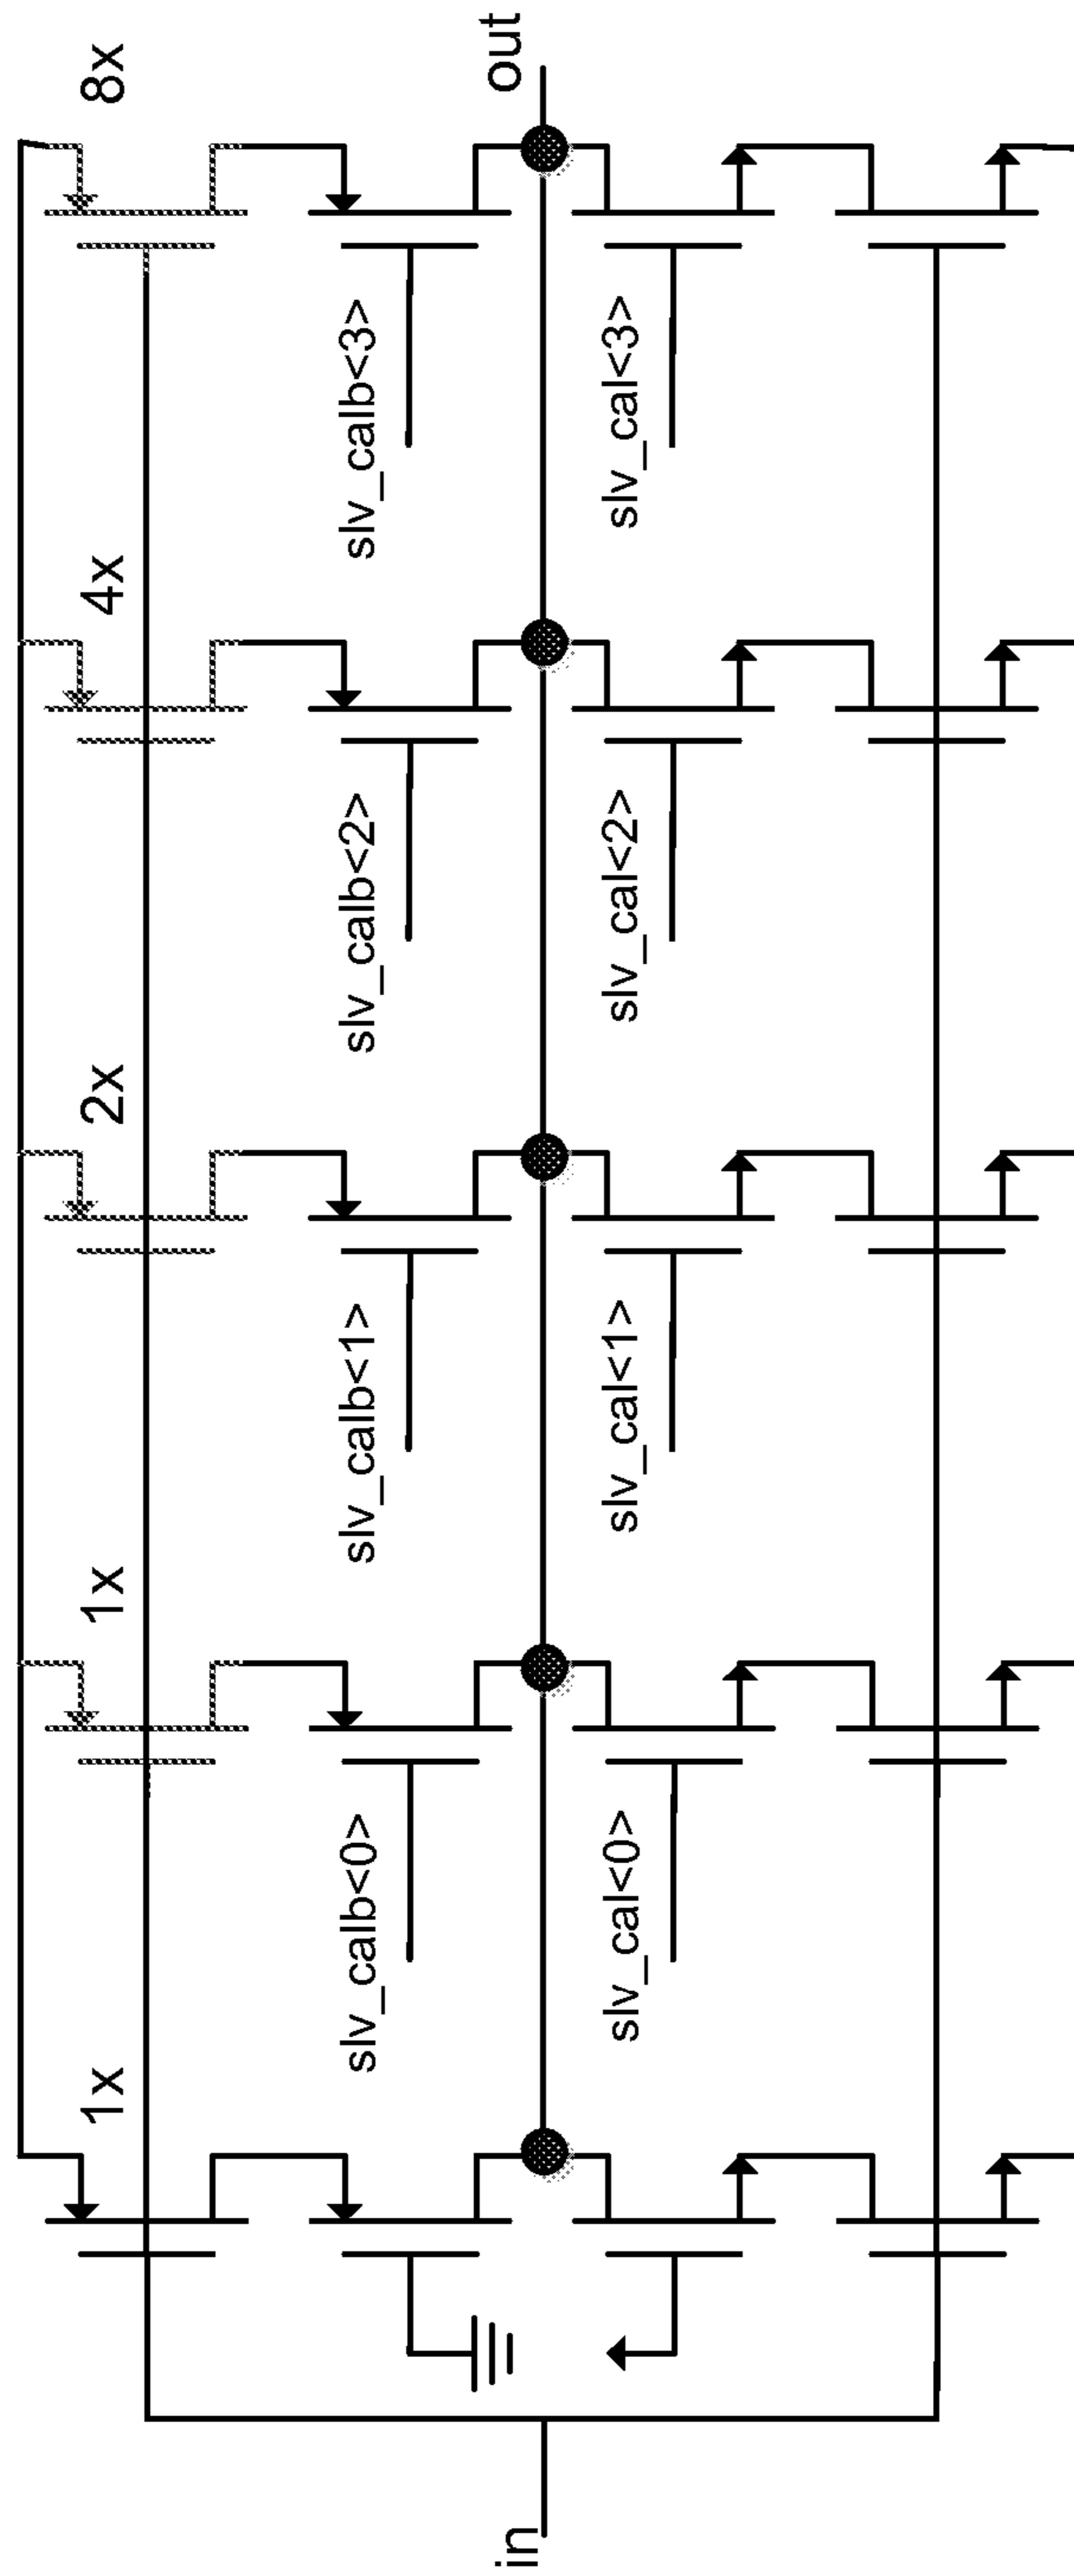 1x
1x
2x
4x
8x
slv_calb<0>
slv_calb<1>
slv_calb<2>
slv_calb<3>
in
out
slv_cal<0>
slv_cal<1>
slv_cal<2>
slv_cal<3>